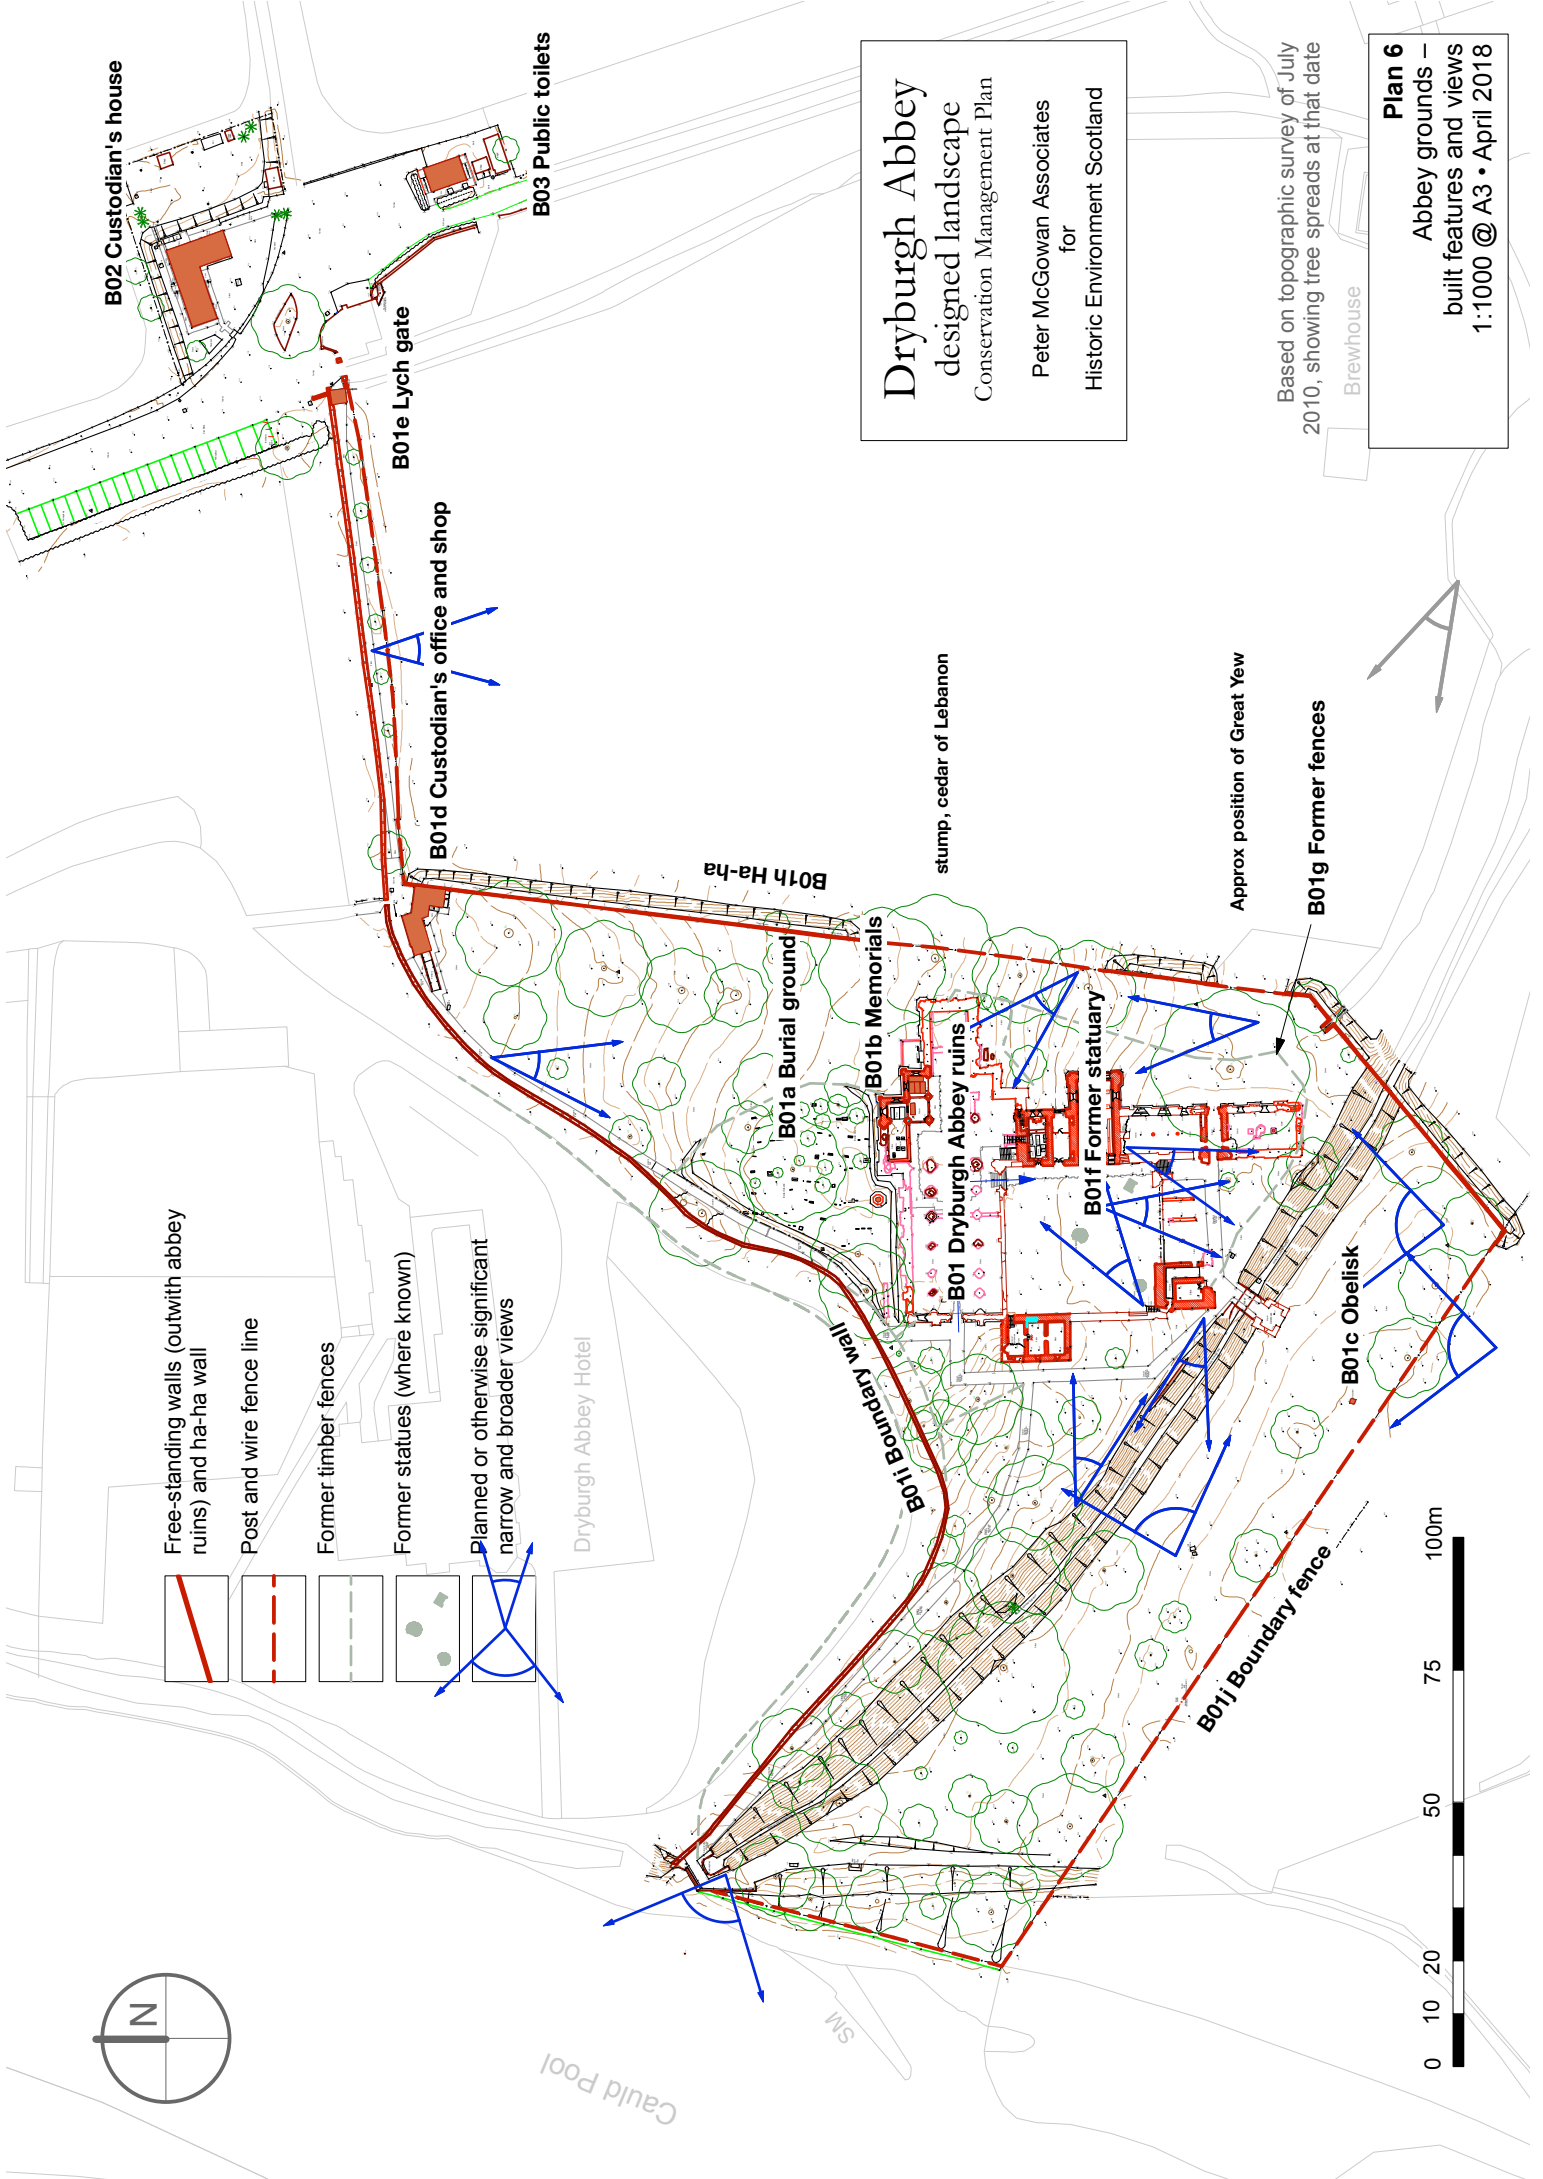 B02 Custodian's house
B03 Public toilets
B01e Lych gate
B01d Custodian's office and shop
B01h Ha-ha
stump, cedar of Lebanon
Approx position of Great Yew
B01g Former fences
B01a Burial ground
B01b Memorials
B01 Dryburgh Abbey ruins
B01f Former statuary
B01i Boundary wall
B01c Obelisk
B01j Boundary fence
Free-standing walls (outwith abbey
ruins) and ha-ha wall
Post and wire fence line
Former timber fences
Former statues (where known)
Planned or otherwise significant
narrow and broader views
Dryburgh Abbey Hotel
Cauld Pool
SM
N
0 10 20 50 75 100m
Dryburgh Abbey
designed landscape
Conservation Management Plan
Peter McGowan Associates
for
Historic Environment Scotland
Based on topographic survey of July
2010, showing tree spreads at that date
Brewhouse
Plan 6
Abbey grounds –
built features and views
1:1000 @ A3 • April 2018